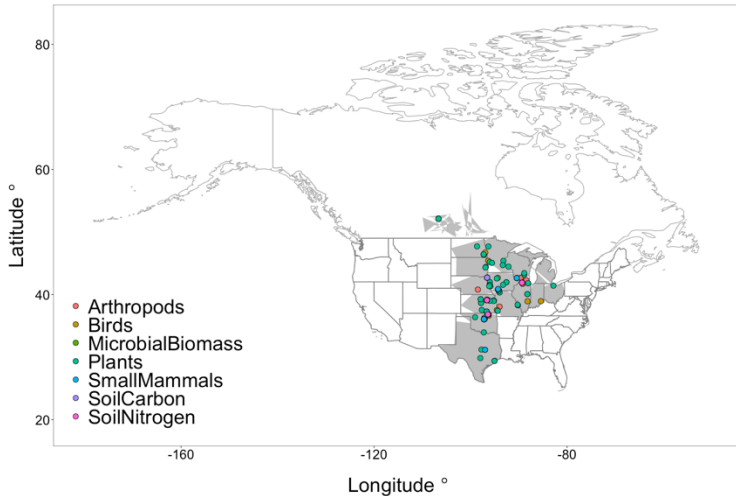 80
60
40
20
Latitude °
Arthropods
Birds
MicrobialBiomass
Plants
SmallMammals
SoilCarbon
SoilNitrogen
-160
-120
-80
Longitude °